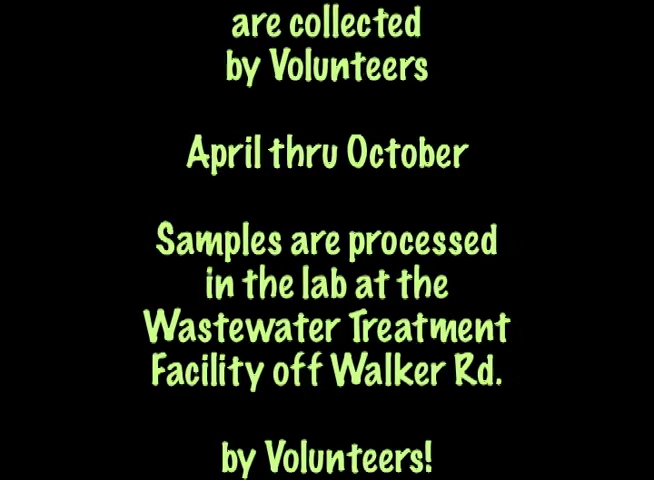 are collected
by Volunteers
April thru October
Samples are processed
in the lab at the
Wastewater Treatment
Facility off Walker Rd.
by Volunteers!